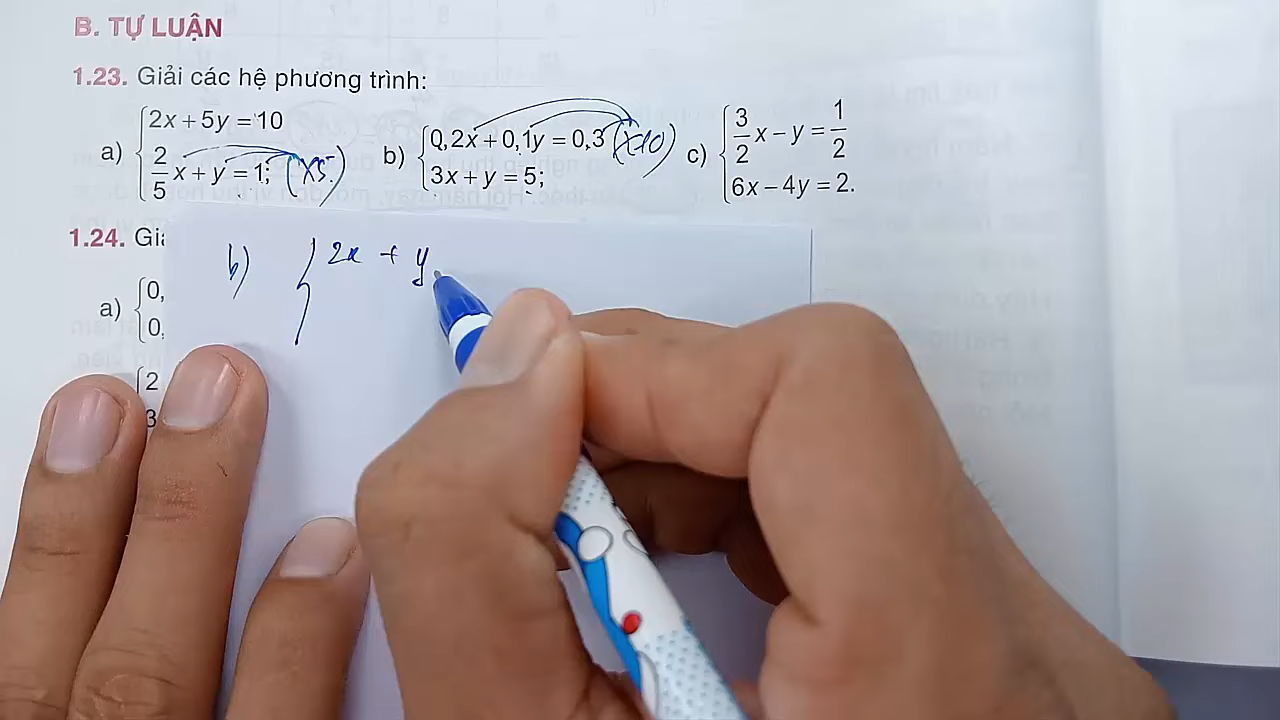 B. TỰ LUẬN
1.23. Giải các hệ phương trình:
a) { 2x + 5y = 10
2/5 x + y = 1; (x5)
b) { 0,2x + 0,1y = 0,3 (x10)
3x + y = 5;
c) { 3/2 x − y = 1/2
6x − 4y = 2.
1.24. Giả
a) { 0,
0,
{ 2
3
b) { 2x + y